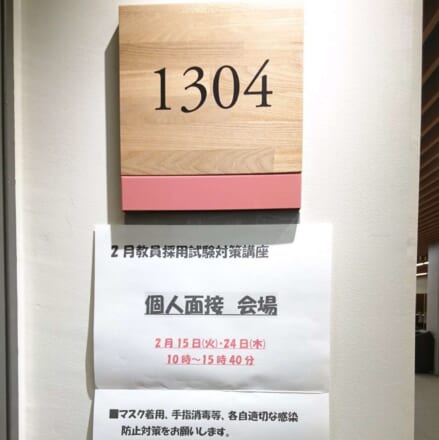 1304
2月教員採用試験対策講座
個人面接 会場
2月15日(火)・24日(木)
10時～15時40分
■マスク着用、手指消毒等、各自適切な感染
防止対策をお願いします。